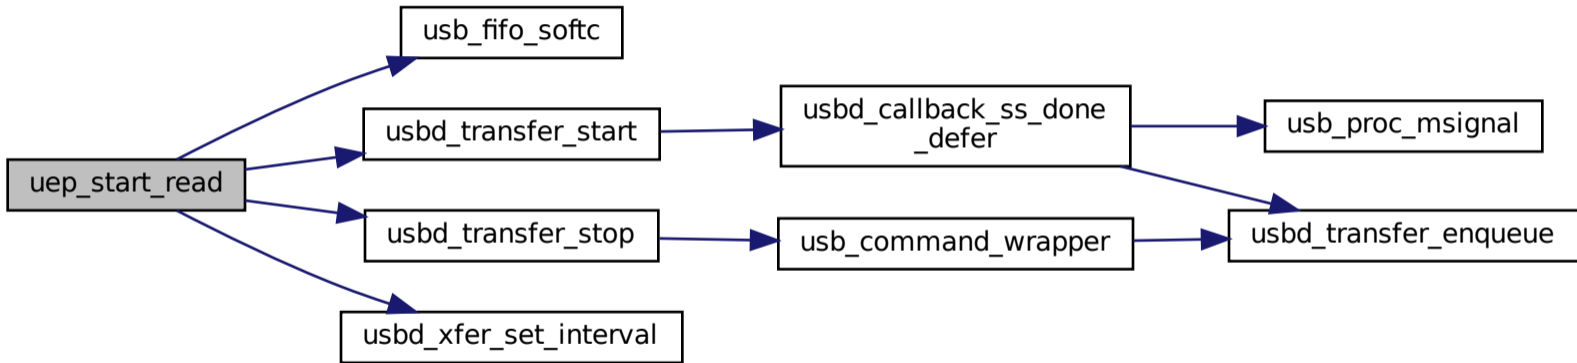 usb_fifo_softc
usbd_callback_ss_done
_defer
usb_proc_msignal
usbd_transfer_start
uep_start_read
usbd_transfer_stop
usb_command_wrapper
usbd_transfer_enqueue
usbd_xfer_set_interval